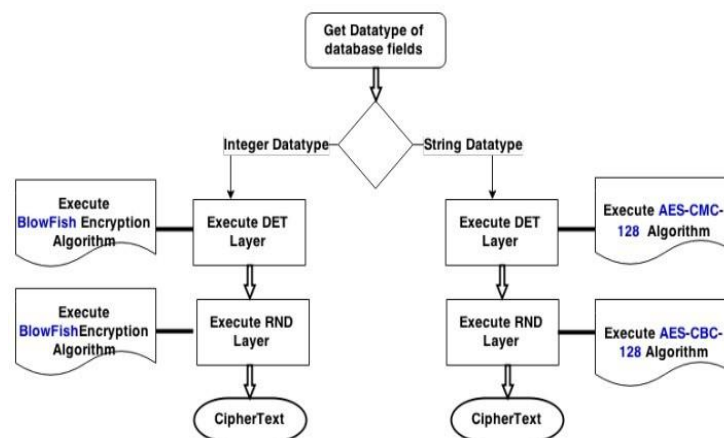 Get Datatype of
database fields
Integer Datatype
String Datatype
Execute
BlowFish Encryption
Algorithm
Execute DET
Layer
Execute DET
Layer
Execute AES-CMC-
128 Algorithm
Execute
BlowFishEncryption
Algorithm
Execute RND
Layer
Execute RND
Layer
Execute AES-CBC-
128 Algorithm
CipherText
CipherText